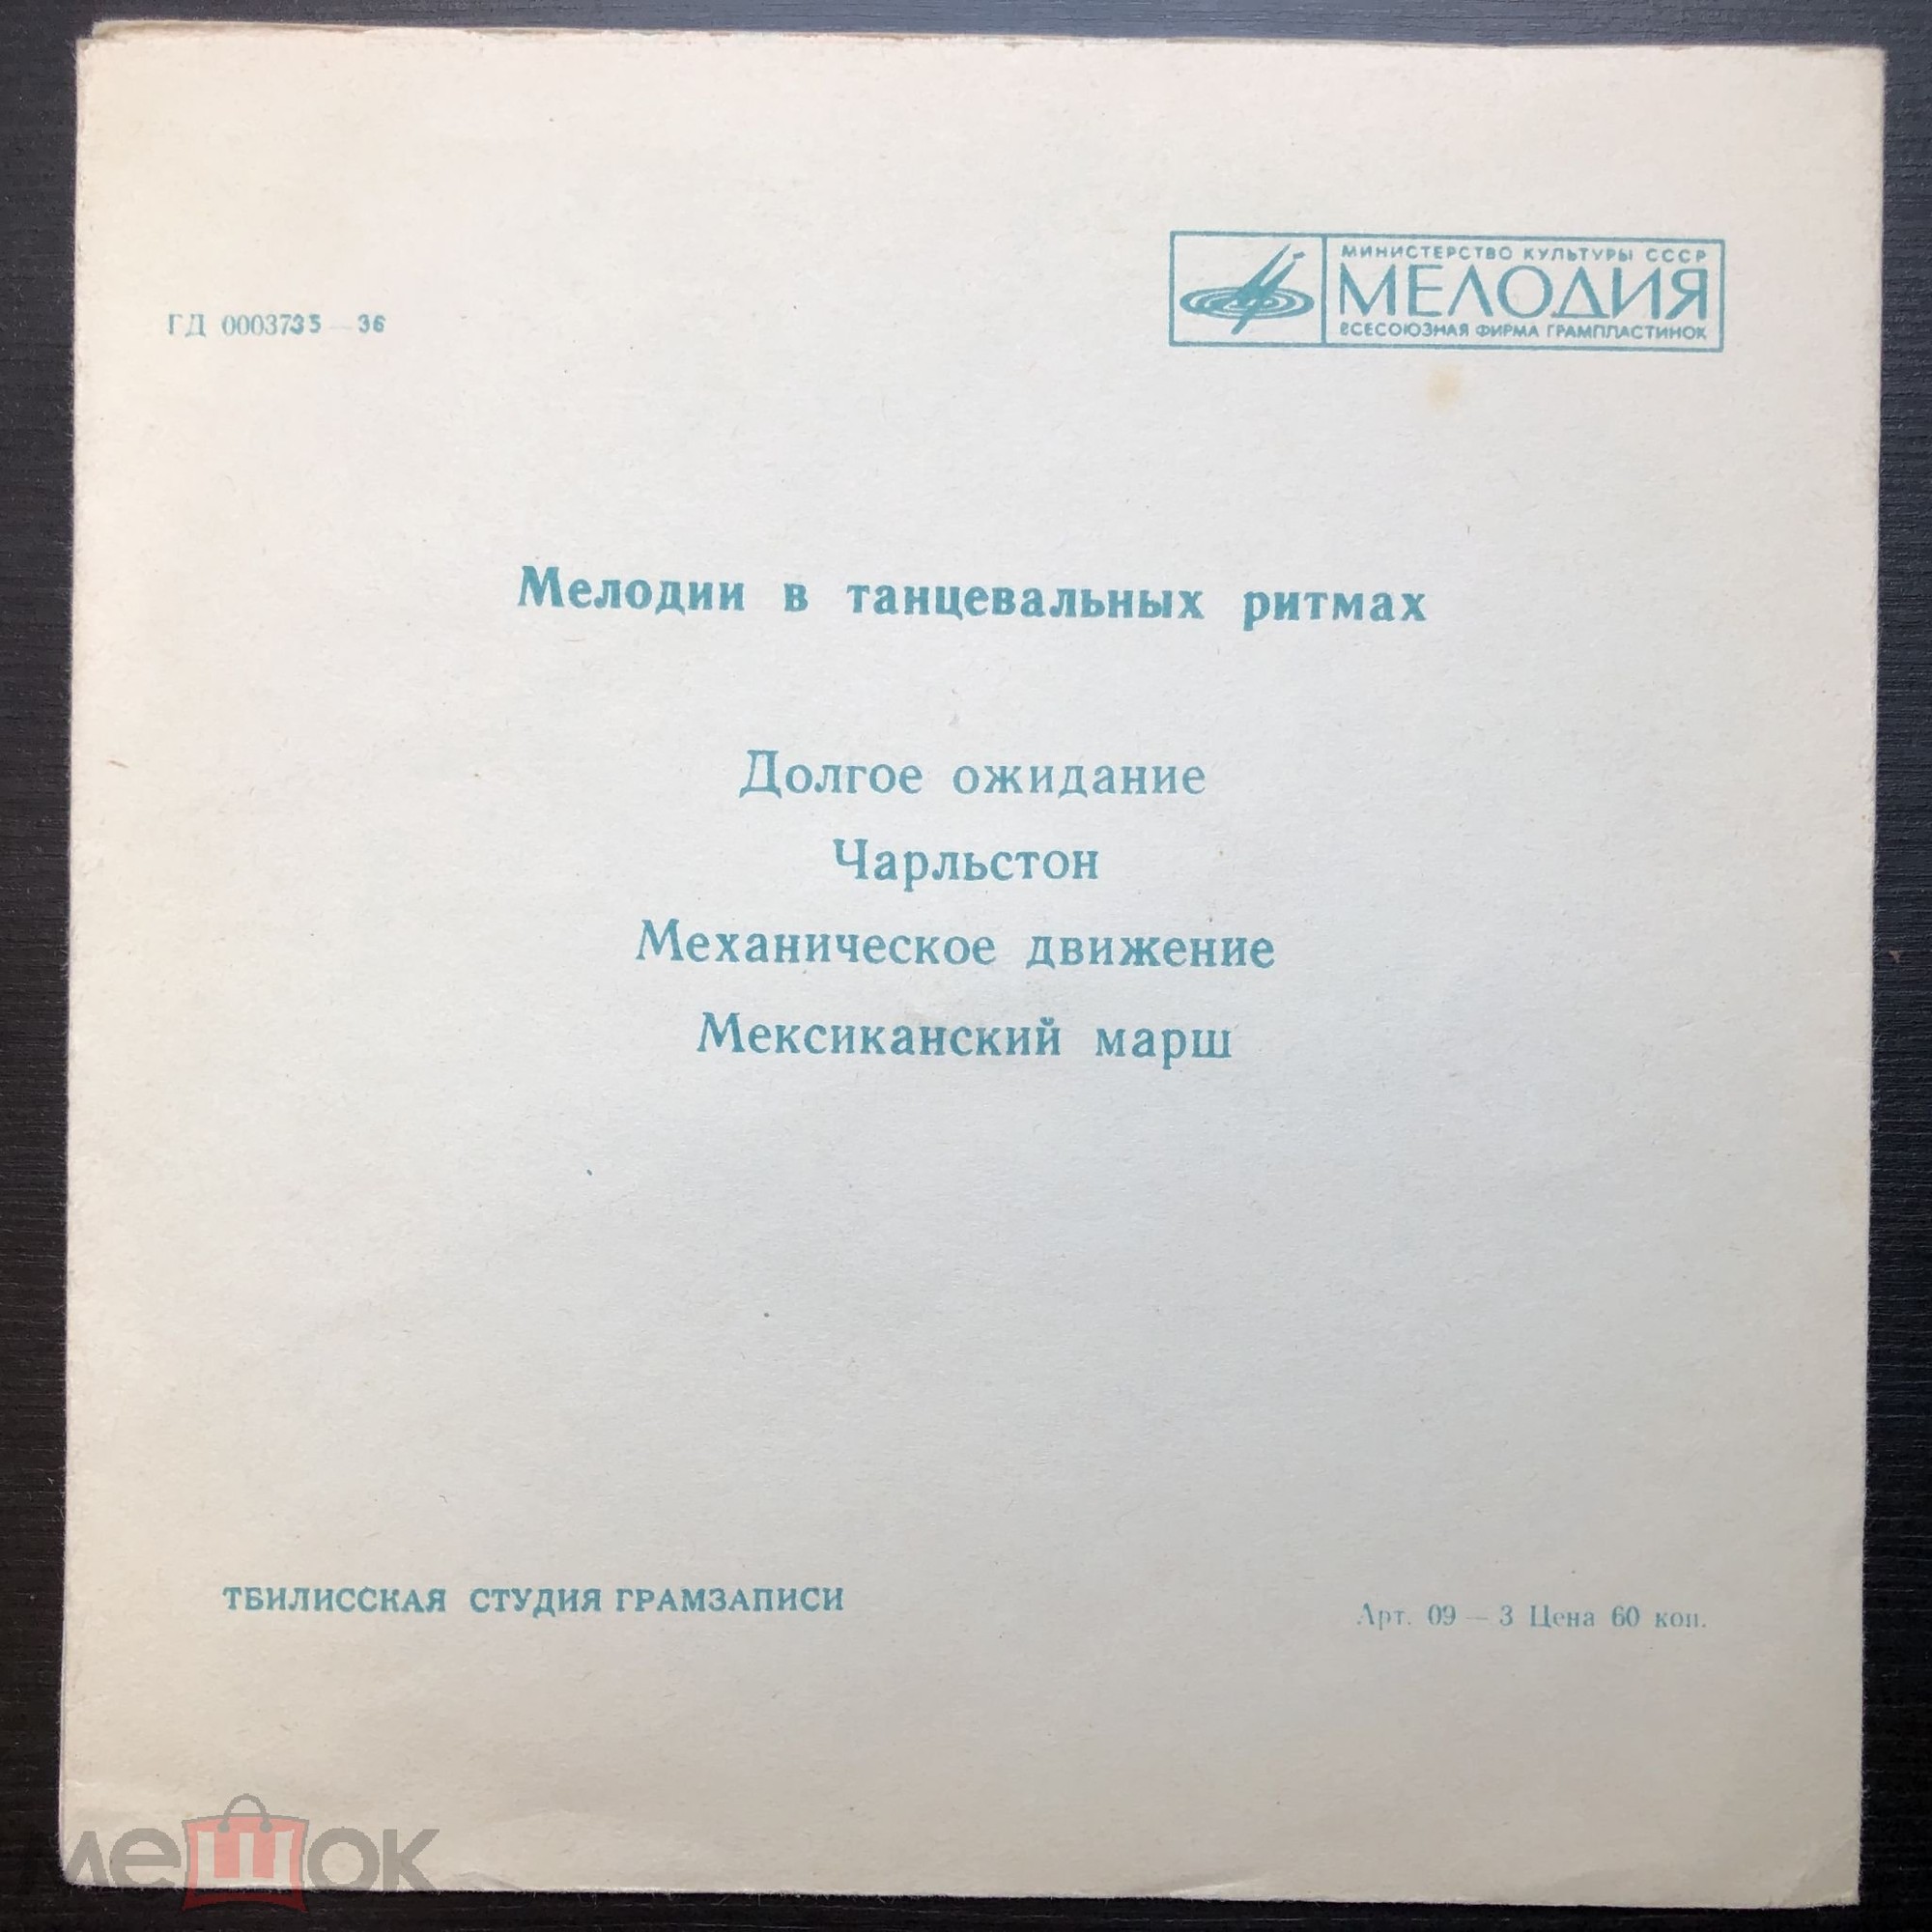 МИНИСТЕРСТВО КУЛЬТУРЫ СССР
МЕЛОДИЯ
ВСЕСОЮЗНАЯ ФИРМА ГРАМПЛАСТИНОК
ГД 0003735 — 36
Мелодии в танцевальных ритмах
Долгое ожидание
Чарльстон
Механическое движение
Мексиканский марш
ТБИЛИССКАЯ СТУДИЯ ГРАМЗАПИСИ
Арт. 09 — 3 Цена 60 коп.
мешок